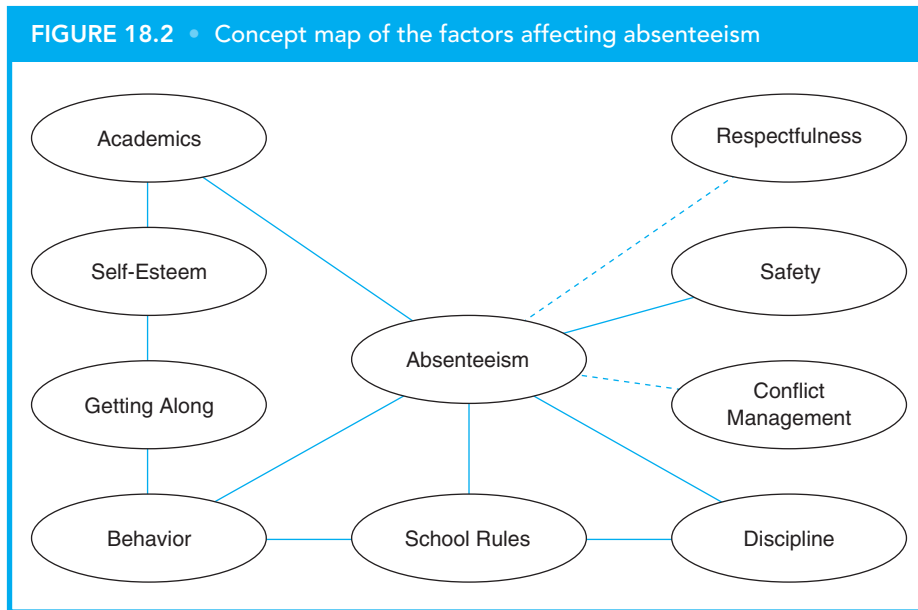 FIGURE 18.2 • Concept map of the factors affecting absenteeism
Academics
Respectfulness
Self-Esteem
Safety
Absenteeism
Getting Along
Conflict
Management
Behavior
School Rules
Discipline